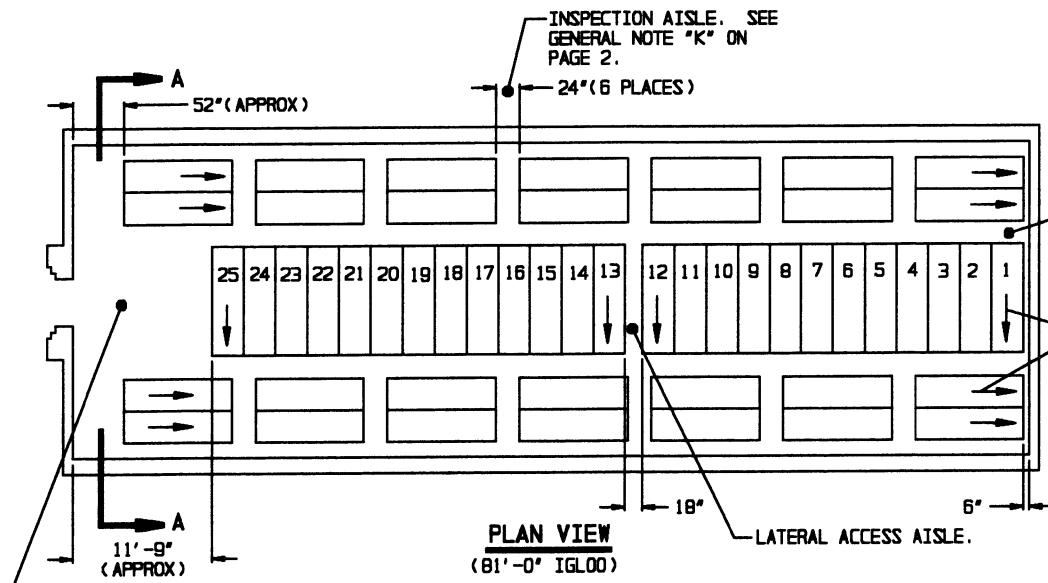 INSPECTION AISLE. SEE
GENERAL NOTE "K" ON
PAGE 2.
A
52"(APPROX)
24"(6 PLACES)
25 24 23 22 21 20 19 18 17 16 15 14 13 12 11 10 9 8 7 6 5 4 3 2 1
A
11'-9"
(APPROX)
18"
6"
PLAN VIEW
(81'-0" IGLOO)
LATERAL ACCESS AISLE.